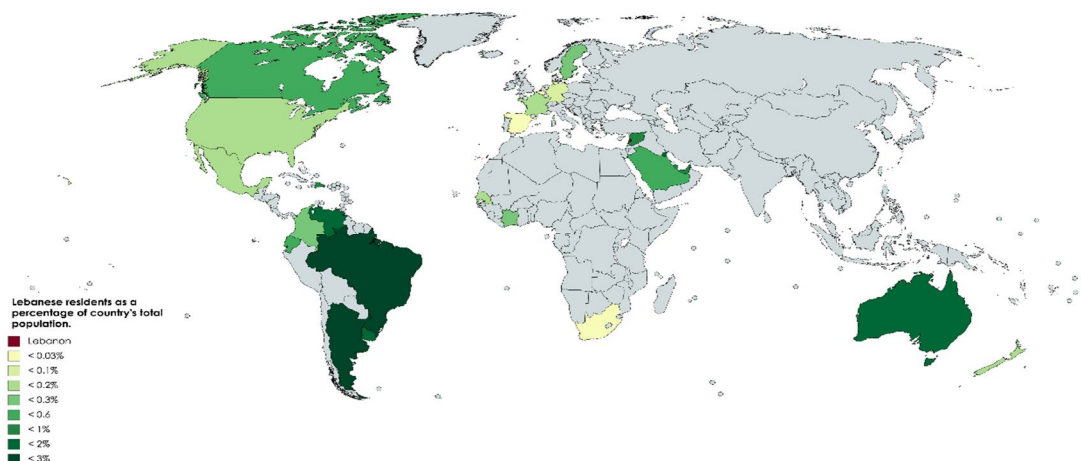 Lebanese residents as a
percentage of country's total
population.
Lebanon
< 0.03%
< 0.1%
< 0.2%
< 0.3%
< 0.6
< 1%
< 2%
< 3%